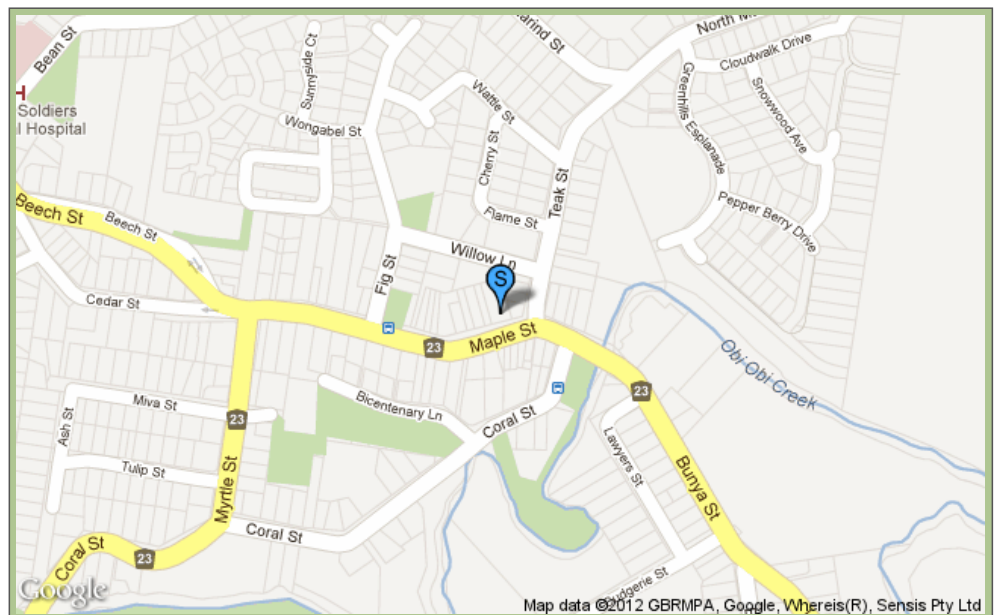 Bean St
Soldiers
l Hospital
Sunnyside Ct
Wongabel St
Wattle St
Cherry St
Flame St
Teak St
Cloudwalk Drive
Greenhills Esplanade
Snowwood Ave
Pepper Berry Drive
Beech St
Beech St
Willow Ln
Fig St
S
Cedar St
23
Maple St
23
Obi Obi Creek
Miva St
Ash St
Tulip St
23
Myrtle St
Bicentenary Ln
Coral St
Lawyers St
Bunya St
Coral St
Coral St
23
Google
Map data ©2012 GBRMPA, Google, Whereis(R), Sensis Pty Ltd